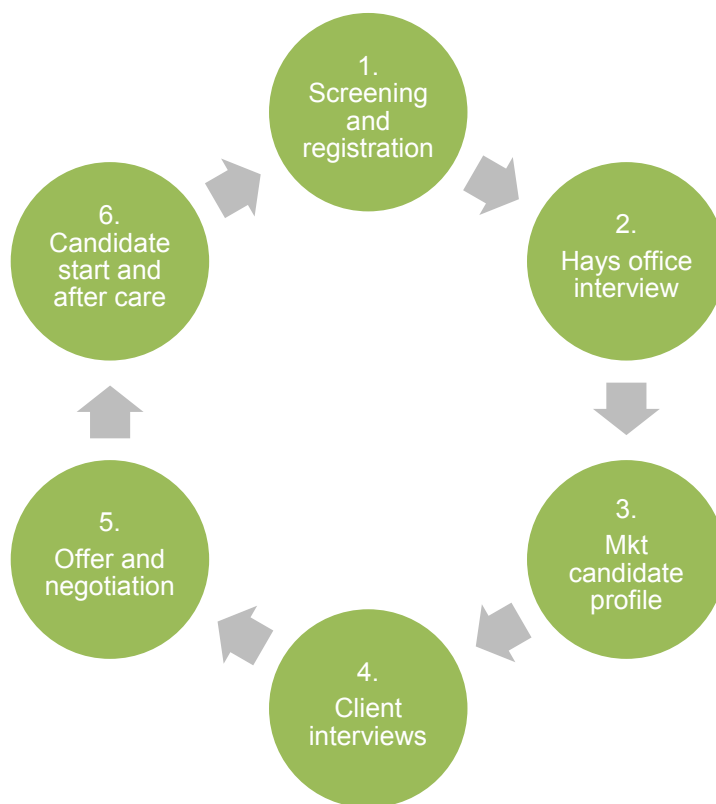 1.
Screening
and
registration
2.
Hays office
interview
3.
Mkt
candidate
profile
4.
Client
interviews
5.
Offer and
negotiation
6.
Candidate
start and
after care